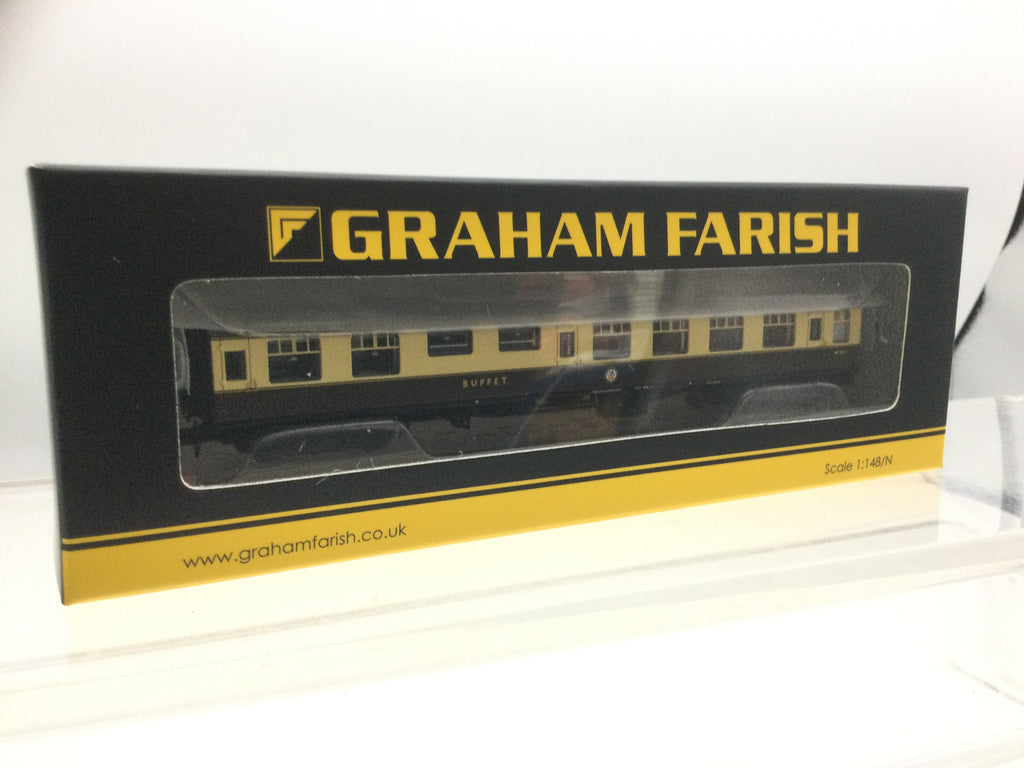 GRAHAM FARISH
BUFFET
Scale 1:148/N
www.grahamfarish.co.uk